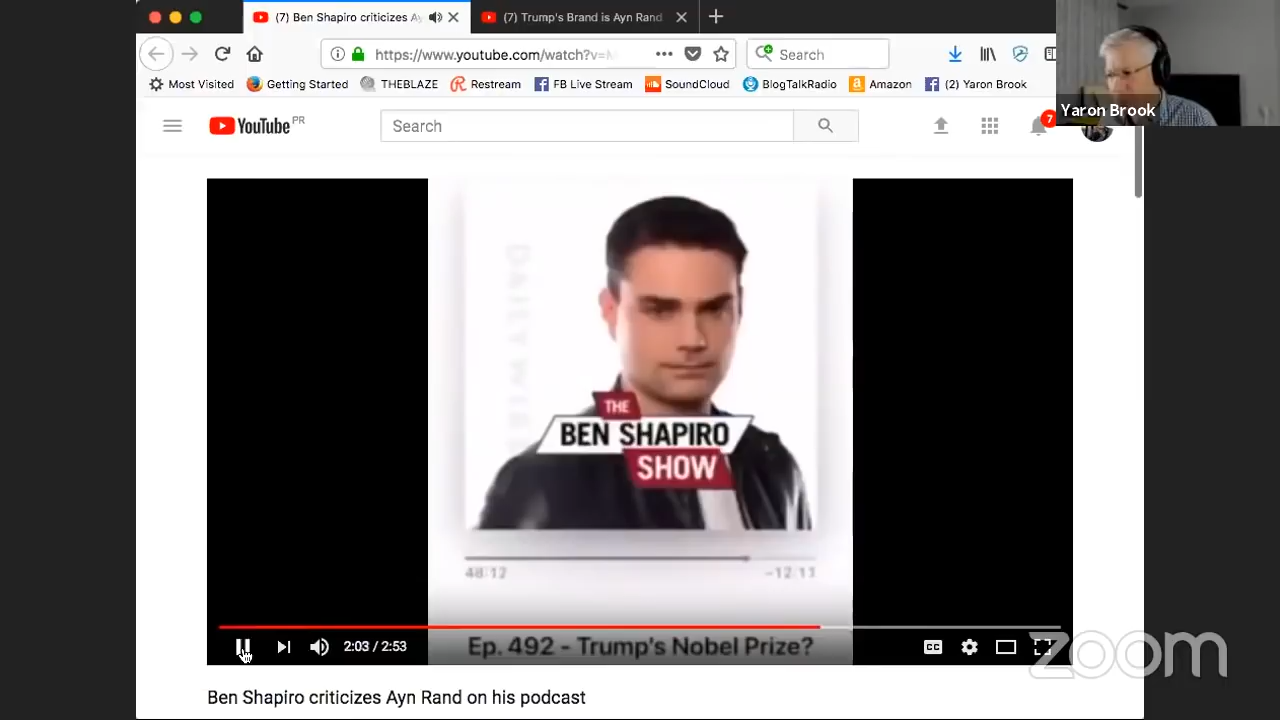 (7) Ben Shapiro criticizes Ay
(7) Trump's Brand is Ayn Rand
https://www.youtube.com/watch?v=
Search
Most Visited
Getting Started
THEBLAZE
Restream
FB Live Stream
SoundCloud
BlogTalkRadio
Amazon
(2) Yaron Brook
Yaron Brook
YouTube PR
Search
7
DAILY WIRE
THE
BEN SHAPIRO
SHOW
48:12
-12:11
Ep. 492 - Trump's Nobel Prize?
2:03 / 2:53
CC
zoom
Ben Shapiro criticizes Ayn Rand on his podcast